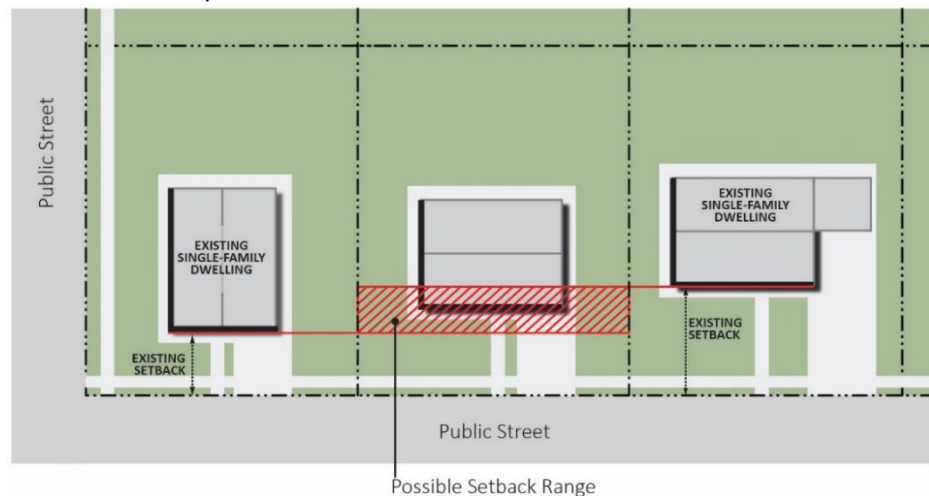 Public Street
EXISTING
SINGLE-FAMILY
DWELLING
EXISTING
SETBACK
EXISTING
SINGLE-FAMILY
DWELLING
EXISTING
SETBACK
Public Street
Possible Setback Range